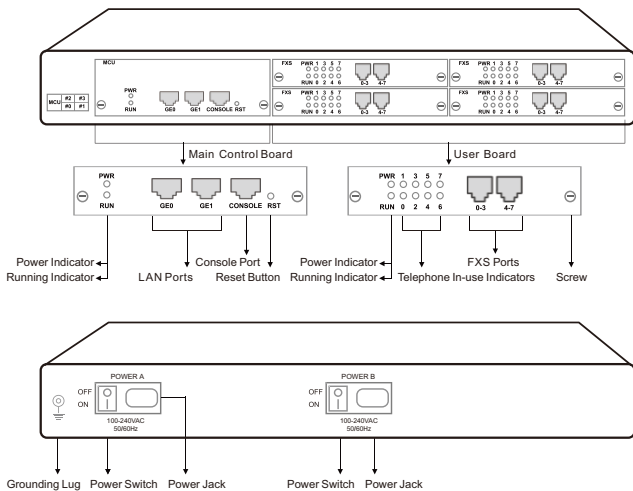 MCU
FXS PWR 1 3 5 7
RUN 0 2 4 6 0-3 4-7
FXS PWR 1 3 5 7
RUN 0 2 4 6 0-3 4-7
PWR
RUN GE0 GE1 CONSOLE RST
MCU #2 #3
#0 #1
FXS PWR 1 3 5 7
RUN 0 2 4 6 0-3 4-7
FXS PWR 1 3 5 7
RUN 0 2 4 6 0-3 4-7
Main Control Board
User Board
PWR
RUN GE0 GE1 CONSOLE RST
PWR 1 3 5 7
RUN 0 2 4 6 0-3 4-7
Power Indicator
Running Indicator
LAN Ports
Console Port
Reset Button
Power Indicator
Running Indicator
Telephone In-use Indicators
FXS Ports
Screw
POWER A
OFF
ON
100-240VAC
50/60Hz
POWER B
OFF
ON
100-240VAC
50/60Hz
Grounding Lug Power Switch Power Jack
Power Switch Power Jack